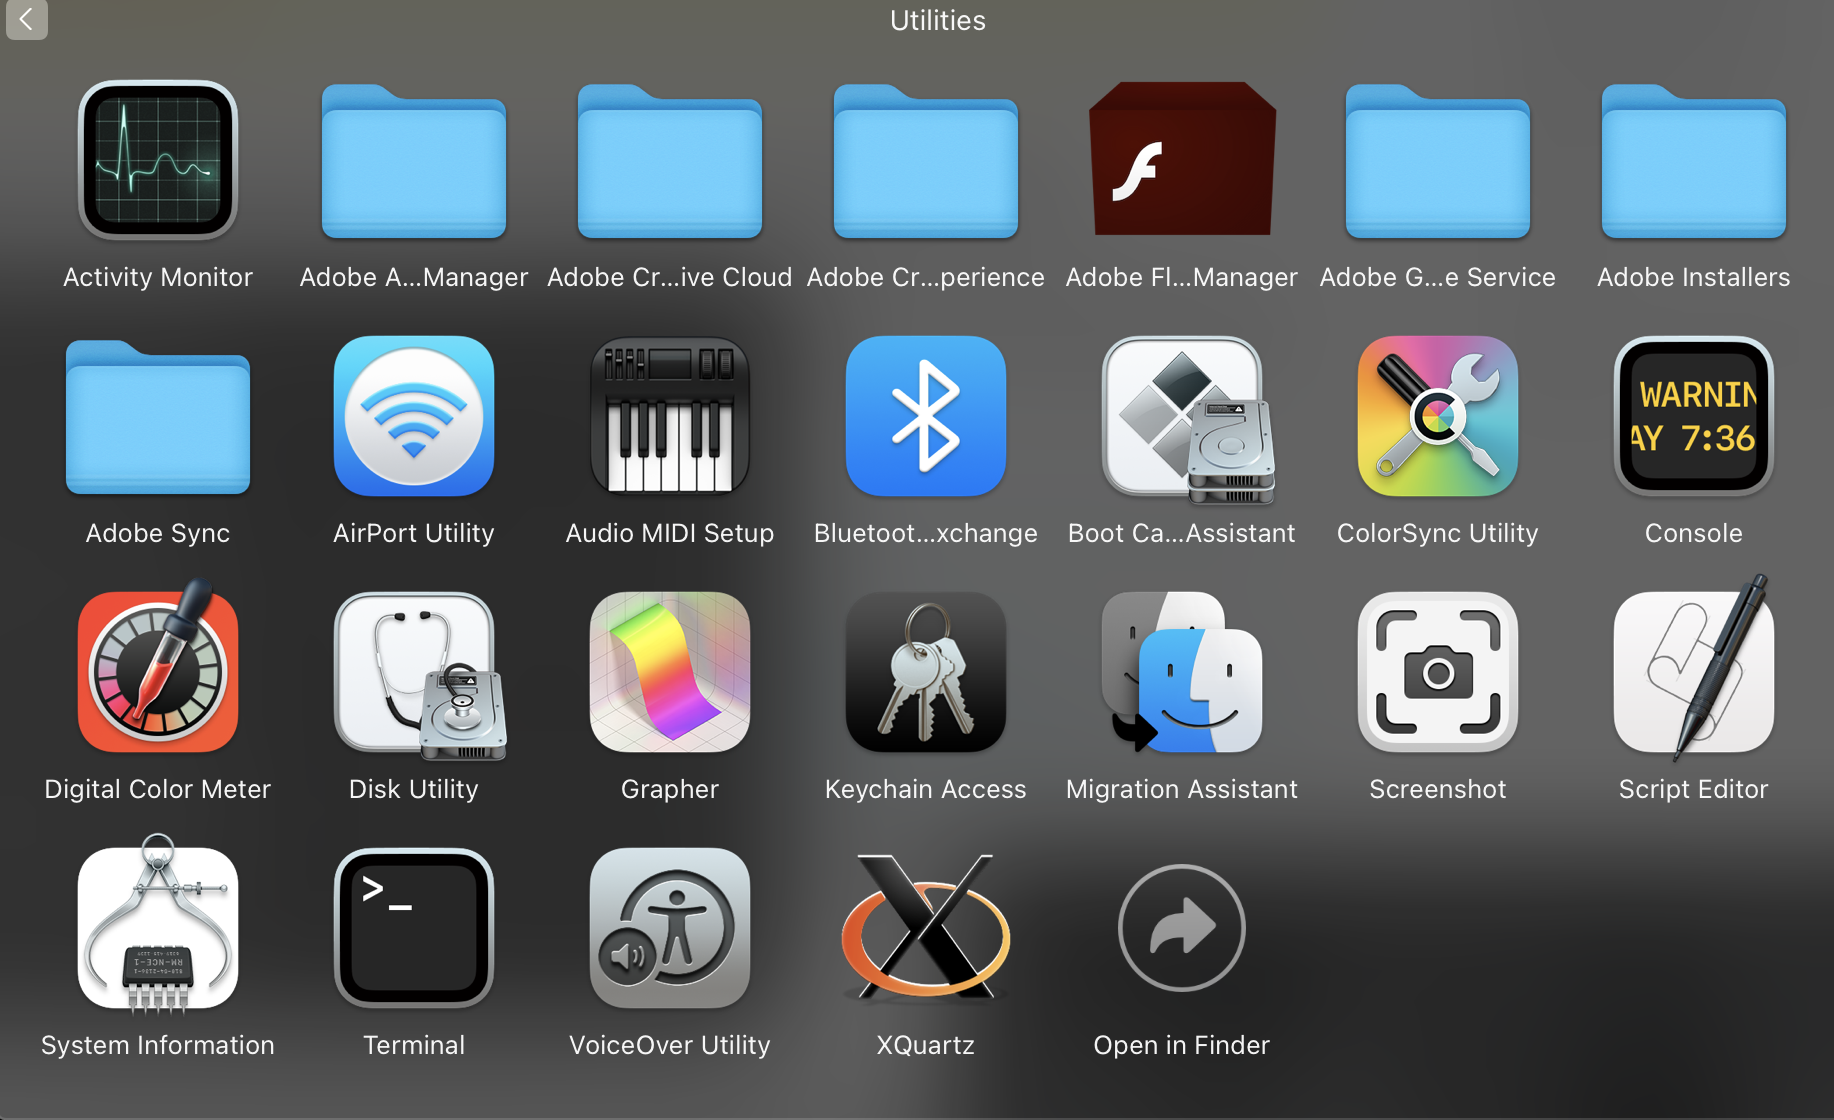 Utilities
Activity Monitor
Adobe A...Manager
Adobe Cr...ive Cloud
Adobe Cr...perience
Adobe Fl...Manager
Adobe G...e Service
Adobe Installers
WARNIN
AY 7:36
Adobe Sync
AirPort Utility
Audio MIDI Setup
Bluetoot...xchange
Boot Ca...Assistant
ColorSync Utility
Console
Digital Color Meter
Disk Utility
Grapher
Keychain Access
Migration Assistant
Screenshot
Script Editor
>_
RM-NCE-1
System Information
Terminal
VoiceOver Utility
XQuartz
Open in Finder